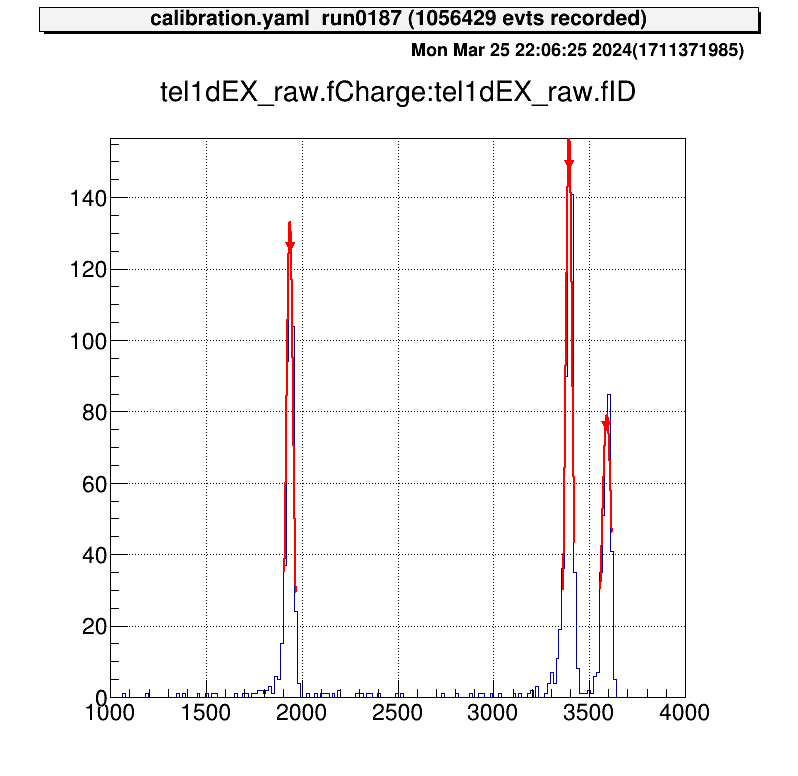 calibration.yaml run0187 (1056429 evts recorded)
Mon Mar 25 22:06:25 2024(1711371985)
tel1dEX_raw.fCharge:tel1dEX_raw.fID
140
120
100
80
60
40
20
0
1000 1500 2000 2500 3000 3500 4000